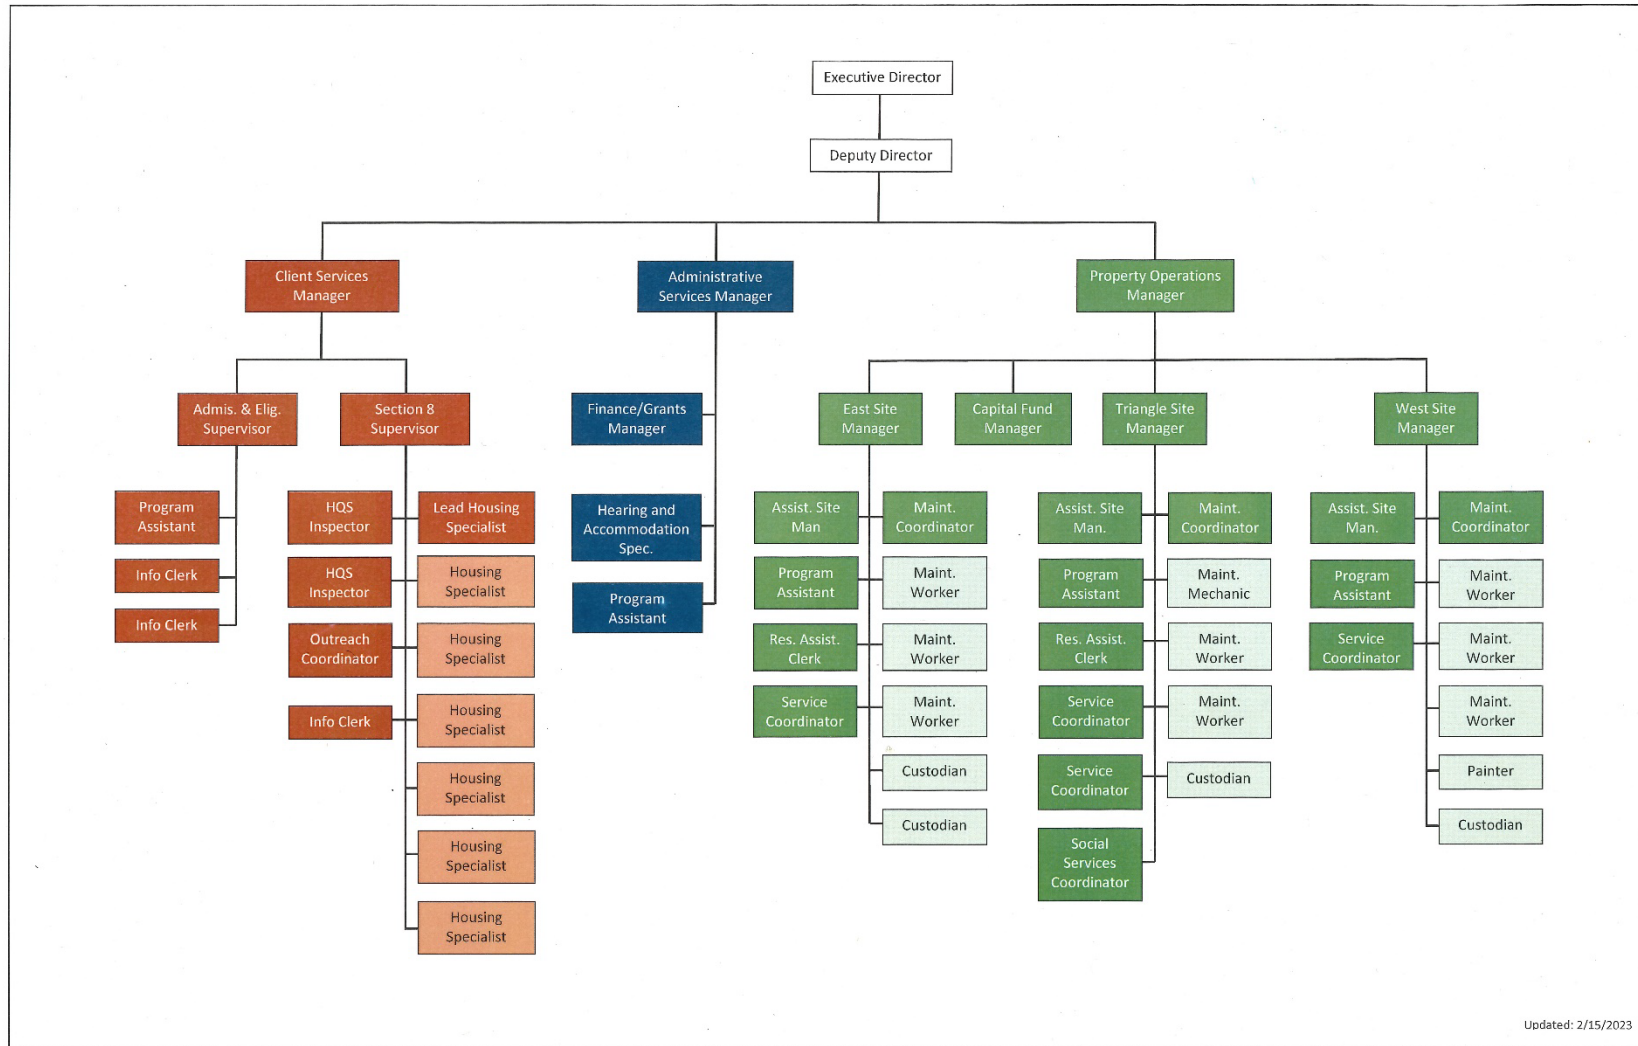 Executive Director
Deputy Director
Client Services
Manager
Administrative
Services Manager
Property Operations
Manager
Admis. & Elig.
Supervisor
Section 8
Supervisor
Finance/Grants
Manager
East Site
Manager
Capital Fund
Manager
Triangle Site
Manager
West Site
Manager
Program
Assistant
Info Clerk
Info Clerk
HQS
Inspector
HQS
Inspector
Outreach
Coordinator
Info Clerk
Lead Housing
Specialist
Housing
Specialist
Housing
Specialist
Housing
Specialist
Housing
Specialist
Housing
Specialist
Housing
Specialist
Hearing and
Accommodation
Spec.
Program
Assistant
Assist. Site
Man
Program
Assistant
Res. Assist.
Clerk
Service
Coordinator
Maint.
Coordinator
Maint.
Worker
Maint.
Worker
Maint.
Worker
Custodian
Custodian
Assist. Site
Man.
Program
Assistant
Res. Assist.
Clerk
Service
Coordinator
Service
Coordinator
Social
Services
Coordinator
Maint.
Coordinator
Maint.
Mechanic
Maint.
Worker
Maint.
Worker
Custodian
Assist. Site
Man.
Program
Assistant
Service
Coordinator
Maint.
Coordinator
Maint.
Worker
Maint.
Worker
Maint.
Worker
Painter
Custodian
Updated: 2/15/2023